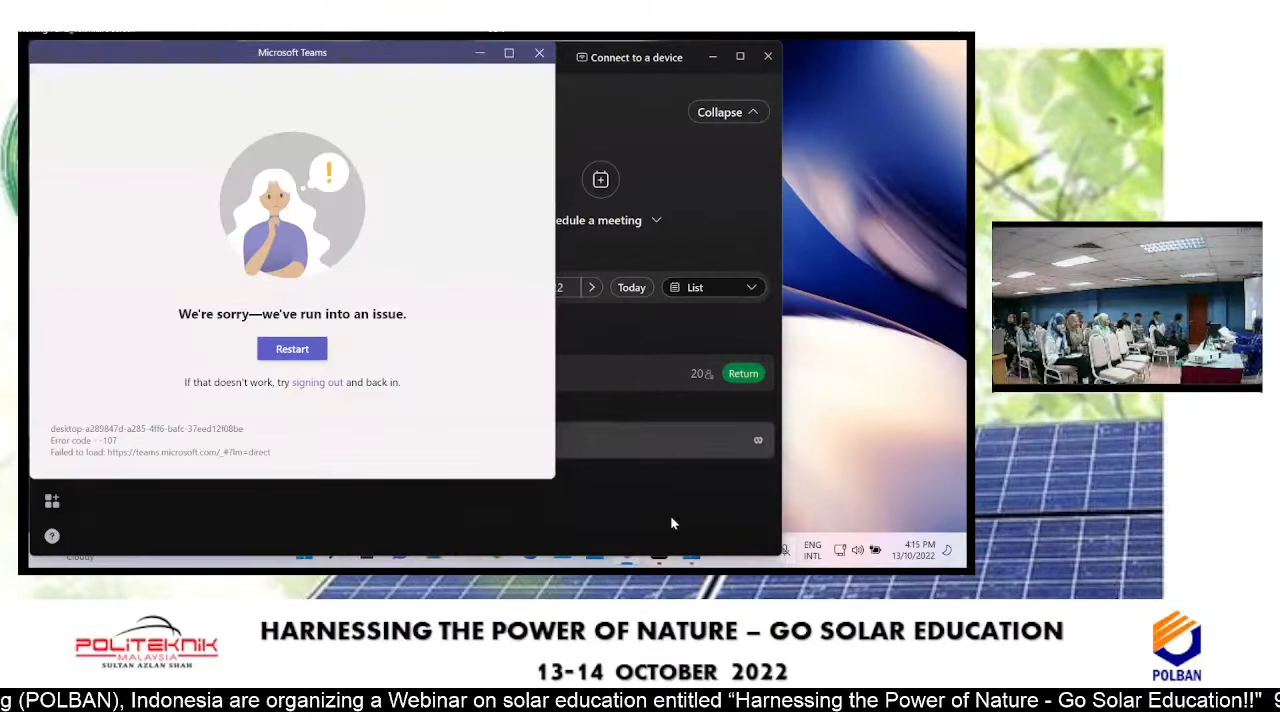 Microsoft Teams
Connect to a device
Collapse
!
edule a meeting
2
Today
List
We're sorry—we've run into an issue.
Restart
If that doesn't work, try signing out and back in.
20
Return
desktop-a289847d-a285-4ff6-bafc-37eed12f08be
Error code - -107
Failed to load: https://teams.microsoft.com/_#?lm=direct
?
Cloudy
ENG
INTL
4:15 PM
13/10/2022
POLITEKNIK
MALAYSIA
SULTAN AZLAN SHAH
HARNESSING THE POWER OF NATURE – GO SOLAR EDUCATION
13-14 OCTOBER 2022
POLBAN
g (POLBAN), Indonesia are organizing a Webinar on solar education entitled “Harnessing the Power of Nature - Go Solar Education!!"